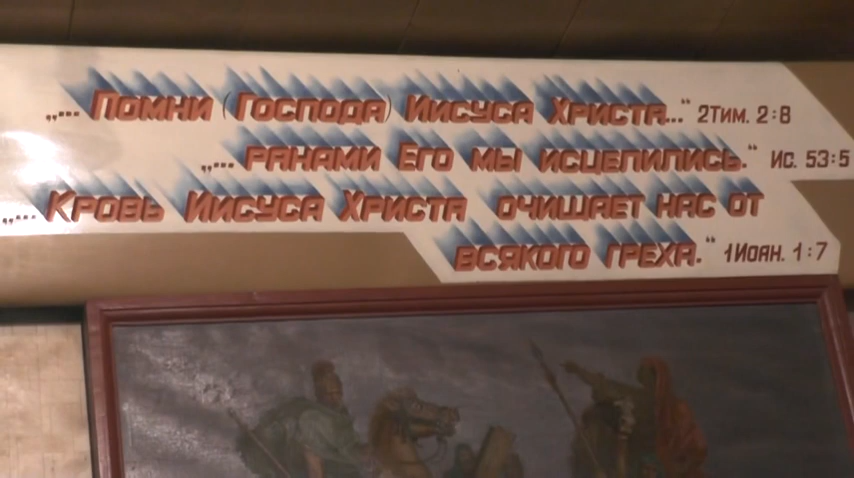 „... Помни (Господа) Иисуса Христа...“ 2Тим. 2:8
„... ранами Его мы исцелились.“ Ис. 53:5
„... Кровь Иисуса Христа очищает нас от
всякого греха.“ 1Иоан. 1:7